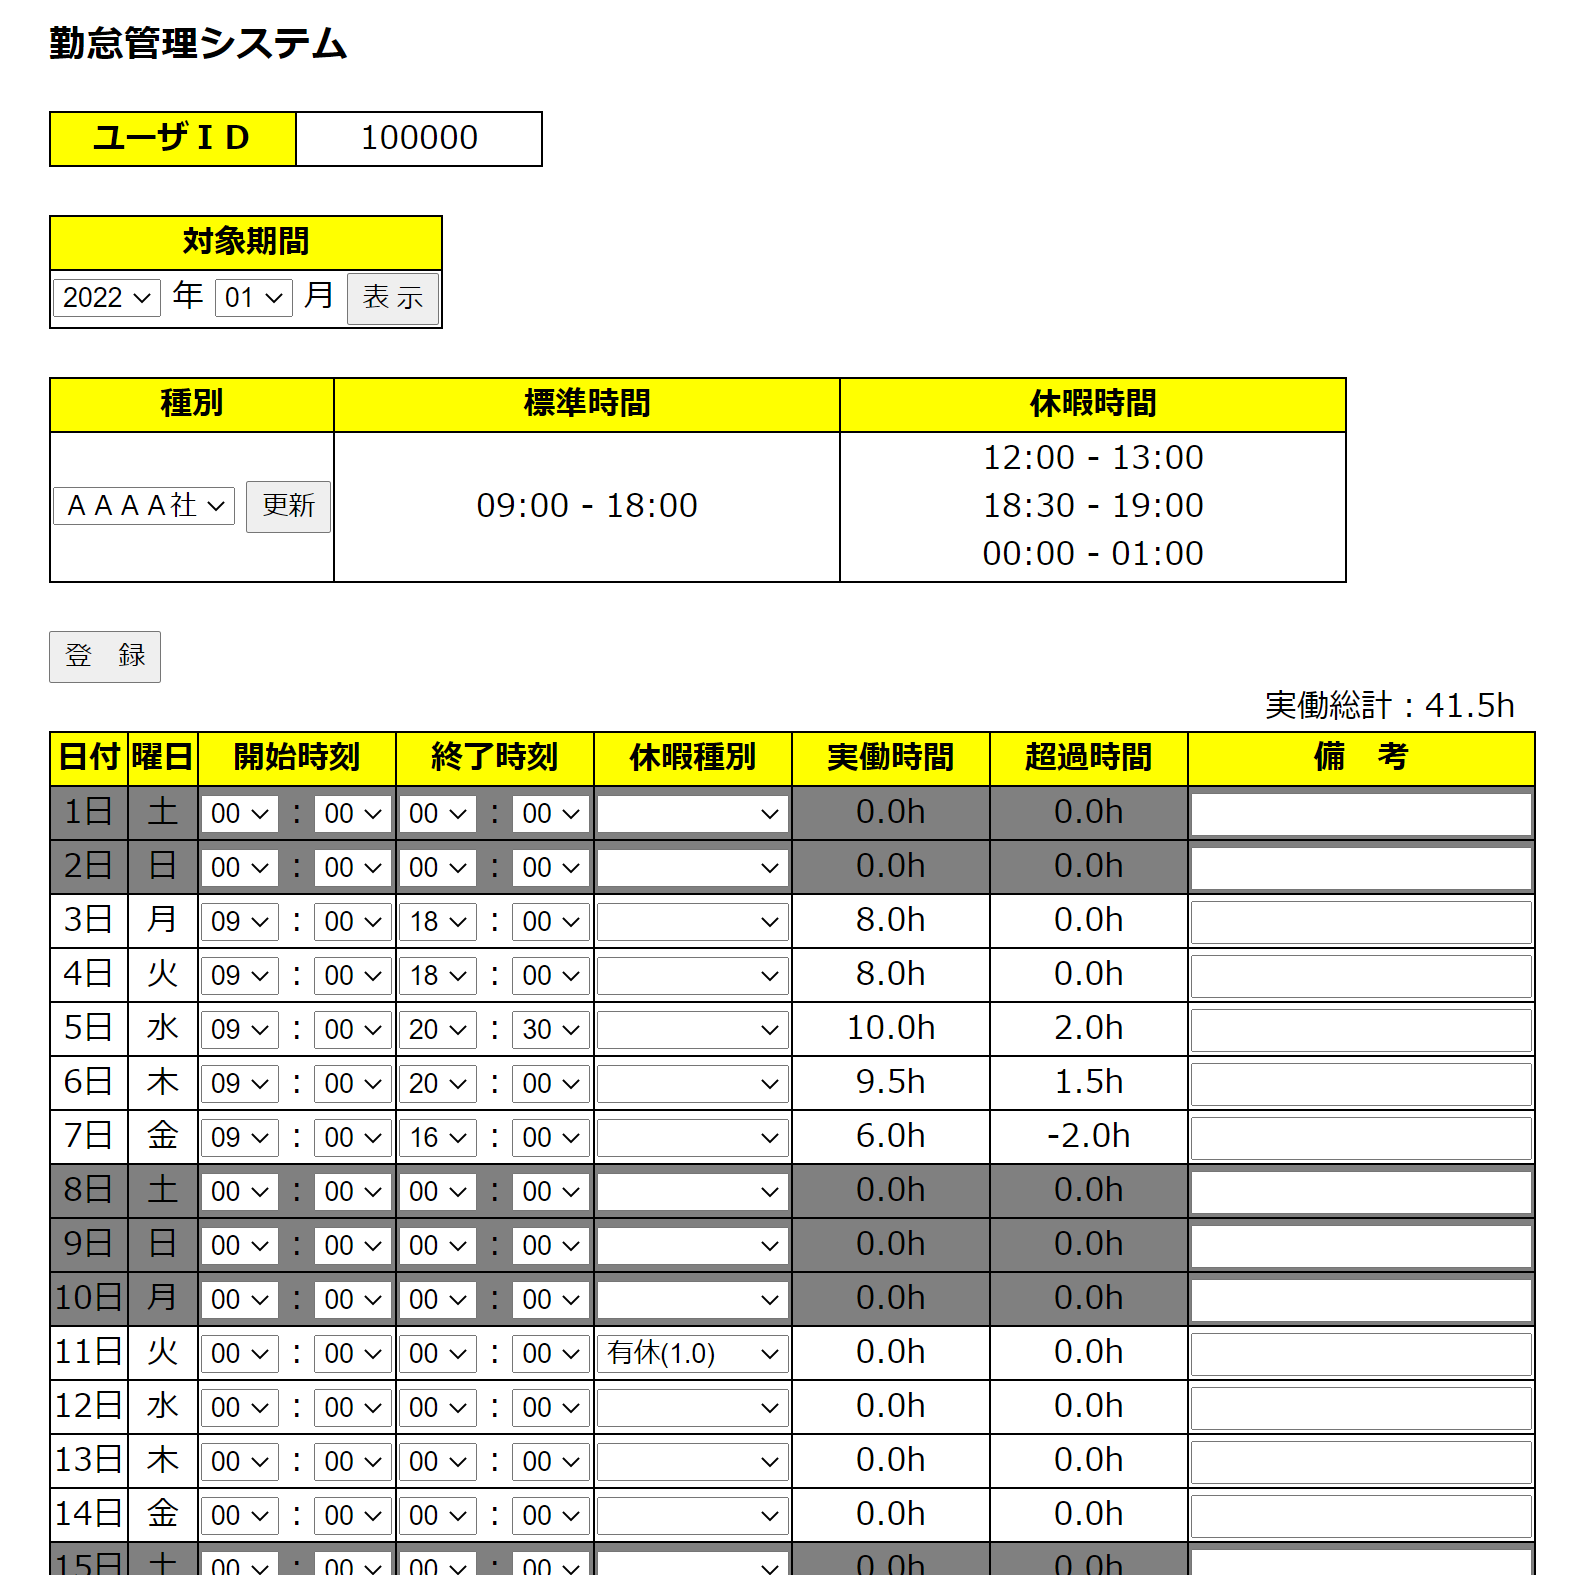 勤怠管理システム
ユーザＩＤ 100000
対象期間
2022 年 01 月 表 示
種別 標準時間 休暇時間
ＡＡＡＡ社 更新 09:00 - 18:00 12:00 - 13:00
18:30 - 19:00
00:00 - 01:00
登　録
実働総計：41.5h
日付 曜日 開始時刻 終了時刻 休暇種別 実働時間 超過時間 備　考
1日 土 00 : 00 00 : 00 0.0h 0.0h
2日 日 00 : 00 00 : 00 0.0h 0.0h
3日 月 09 : 00 18 : 00 8.0h 0.0h
4日 火 09 : 00 18 : 00 8.0h 0.0h
5日 水 09 : 00 20 : 30 10.0h 2.0h
6日 木 09 : 00 20 : 00 9.5h 1.5h
7日 金 09 : 00 16 : 00 6.0h -2.0h
8日 土 00 : 00 00 : 00 0.0h 0.0h
9日 日 00 : 00 00 : 00 0.0h 0.0h
10日 月 00 : 00 00 : 00 0.0h 0.0h
11日 火 00 : 00 00 : 00 有休(1.0) 0.0h 0.0h
12日 水 00 : 00 00 : 00 0.0h 0.0h
13日 木 00 : 00 00 : 00 0.0h 0.0h
14日 金 00 : 00 00 : 00 0.0h 0.0h
15日 土 00 : 00 00 : 00 0.0h 0.0h